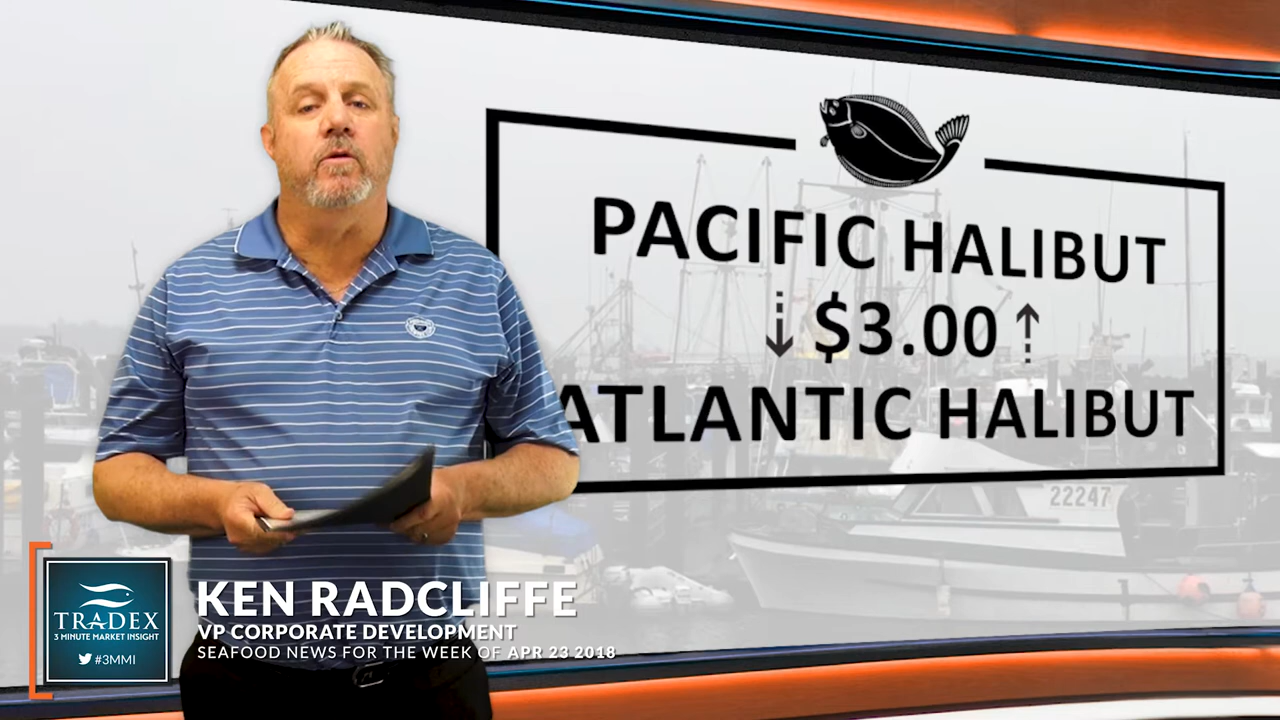 PACIFIC HALIBUT
↓ $3.00 ↑
ATLANTIC HALIBUT
22247
TRADEX
3 MINUTE MARKET INSIGHT
#3MMI
KEN RADCLIFFE
VP CORPORATE DEVELOPMENT
SEAFOOD NEWS FOR THE WEEK OF APR 23 2018